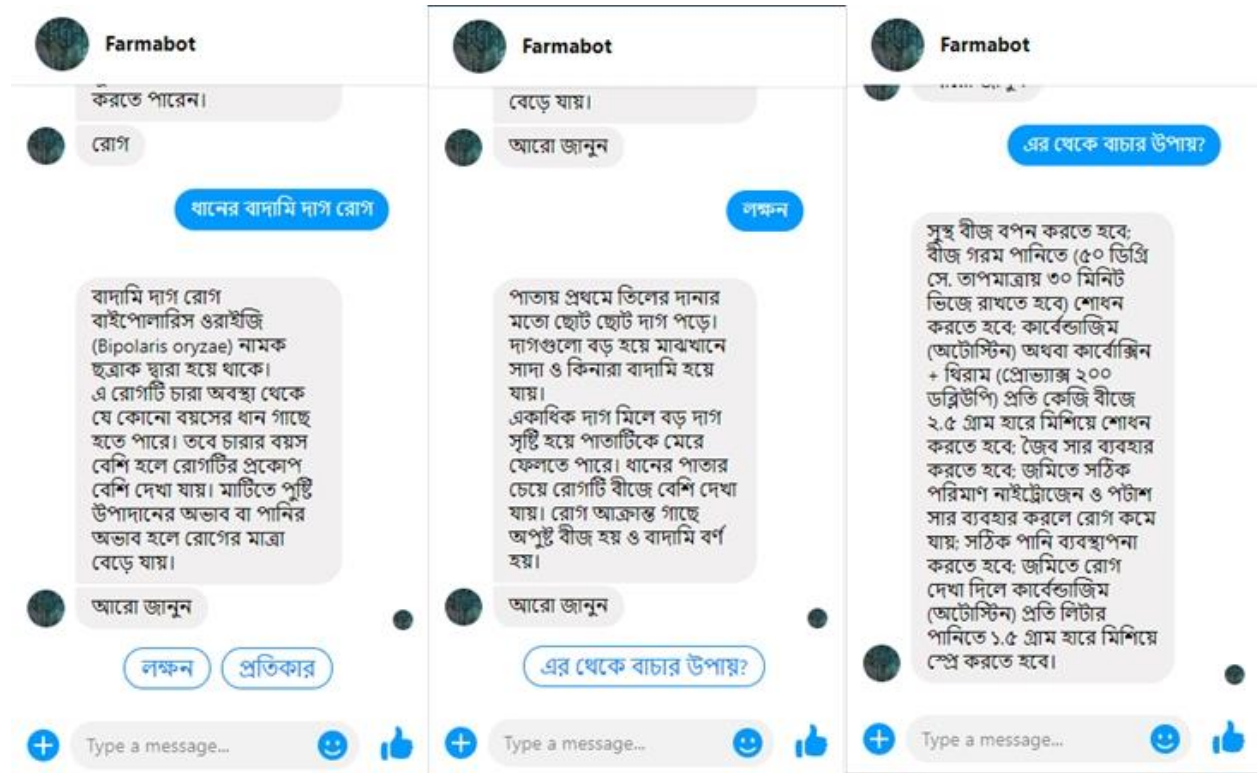 Farmabot
করতে পারেন।
রোগ
ধানের বাদামি দাগ রোগ
বাদামি দাগ রোগ
বাইপোলারিস ওরাইজি
(Bipolaris oryzae) নামক
ছত্রাক দ্বারা হয়ে থাকে।
এ রোগটি চারা অবস্থা থেকে
যে কোনো বয়সের ধান গাছে
হতে পারে। তবে চারার বয়স
বেশি হলে রোগটির প্রকোপ
বেশি দেখা যায়। মাটিতে পুষ্টি
উপাদানের অভাব বা পানির
অভাব হলে রোগের মাত্রা
বেড়ে যায়।
আরো জানুন
লক্ষন
প্রতিকার
Type a message...
Farmabot
বেড়ে যায়।
আরো জানুন
লক্ষন
পাতায় প্রথমে তিলের দানার
মতো ছোট ছোট দাগ পড়ে।
দাগগুলো বড় হয়ে মাঝখানে
সাদা ও কিনারা বাদামি হয়ে
যায়।
একাধিক দাগ মিলে বড় দাগ
সৃষ্টি হয়ে পাতাটিকে মেরে
ফেলতে পারে। ধানের পাতার
চেয়ে রোগটি বীজে বেশি দেখা
যায়। রোগ আক্রান্ত গাছে
অপুষ্ট বীজ হয় ও বাদামি বর্ণ
হয়।
আরো জানুন
এর থেকে বাচার উপায়?
Type a message...
Farmabot
এর থেকে বাচার উপায়?
সুস্থ বীজ বপন করতে হবে;
বীজ গরম পানিতে (৫০ ডিগ্রি
সে. তাপমাত্রায় ৩০ মিনিট
ভিজে রাখতে হবে) শোধন
করতে হবে; কার্বেন্ডাজিম
(অটোস্টিন) অথবা কার্বোক্সিন
+ থিরাম (প্রোভ্যাক্স ২০০
ডব্লিউপি) প্রতি কেজি বীজে
২.৫ গ্রাম হারে মিশিয়ে শোধন
করতে হবে; জৈব সার ব্যবহার
করতে হবে; জমিতে সঠিক
পরিমাণ নাইট্রোজেন ও পটাশ
সার ব্যবহার করলে রোগ কমে
যায়; সঠিক পানি ব্যবস্থাপনা
করতে হবে; জমিতে রোগ
দেখা দিলে কার্বেন্ডাজিম
(অটোস্টিন) প্রতি লিটার
পানিতে ১.৫ গ্রাম হারে মিশিয়ে
স্প্রে করতে হবে।
Type a message...